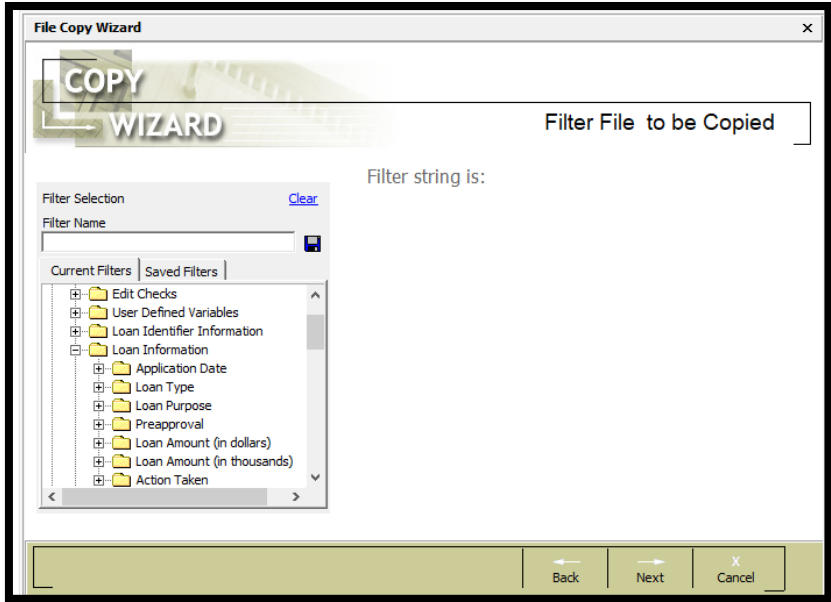 File Copy Wizard
COPY
WIZARD
Filter File to be Copied
Filter string is:
Filter Selection Clear
Filter Name
Current Filters Saved Filters
Edit Checks
User Defined Variables
Loan Identifier Information
Loan Information
Application Date
Loan Type
Loan Purpose
Preapproval
Loan Amount (in dollars)
Loan Amount (in thousands)
Action Taken
Back Next Cancel